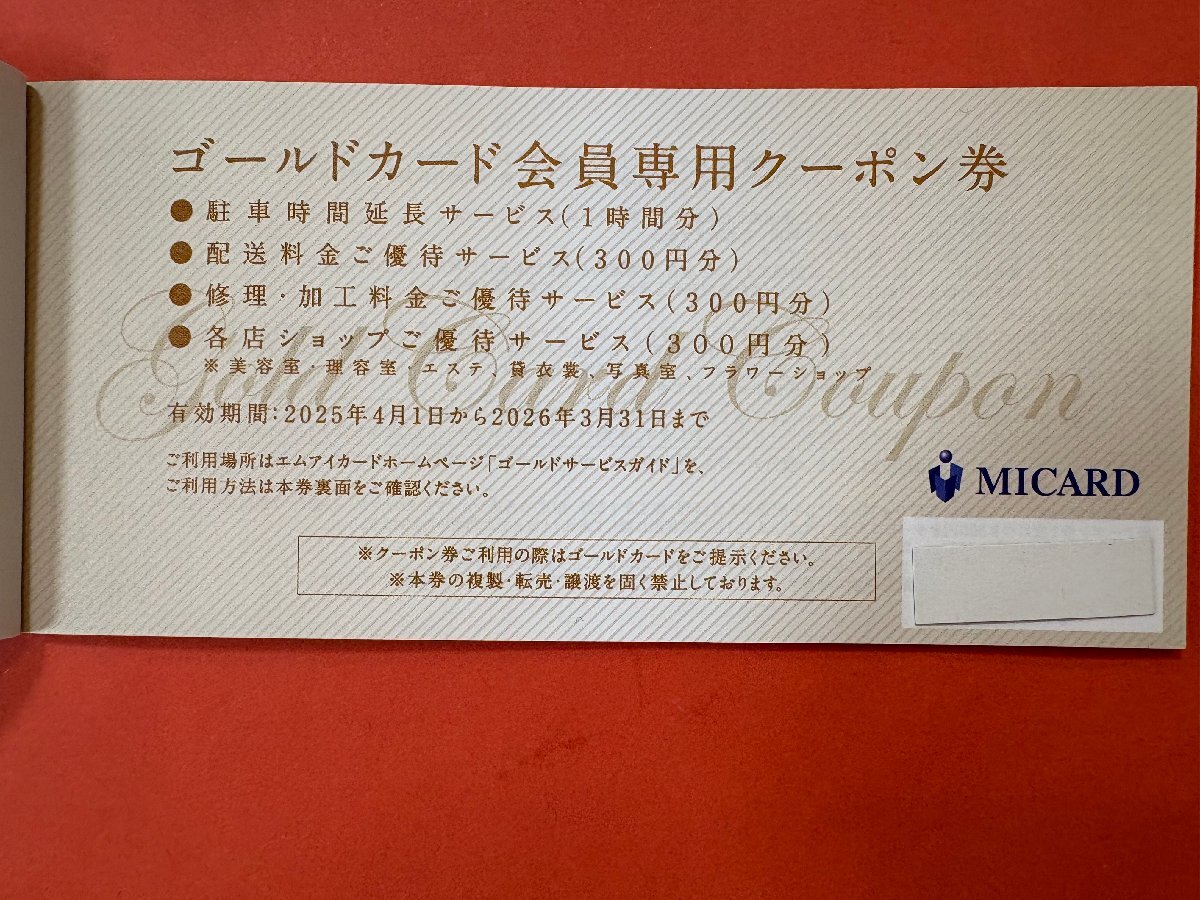 ゴールドカード会員専用クーポン券
●駐車時間延長サービス(1時間分)
●配送料金ご優待サービス(300円分)
●修理・加工料金ご優待サービス(300円分)
●各店ショップご優待サービス(300円分)
※美容室・理容室・エステ、貸衣裳、写真室、フラワーショップ
Gold Card Coupon
有効期間:2025年4月1日から2026年3月31日まで
ご利用場所はエムアイカードホームページ「ゴールドサービスガイド」を、
ご利用方法は本券裏面をご確認ください。
MICARD
※クーポン券ご利用の際はゴールドカードをご提示ください。
※本券の複製・転売・譲渡を固く禁止しております。